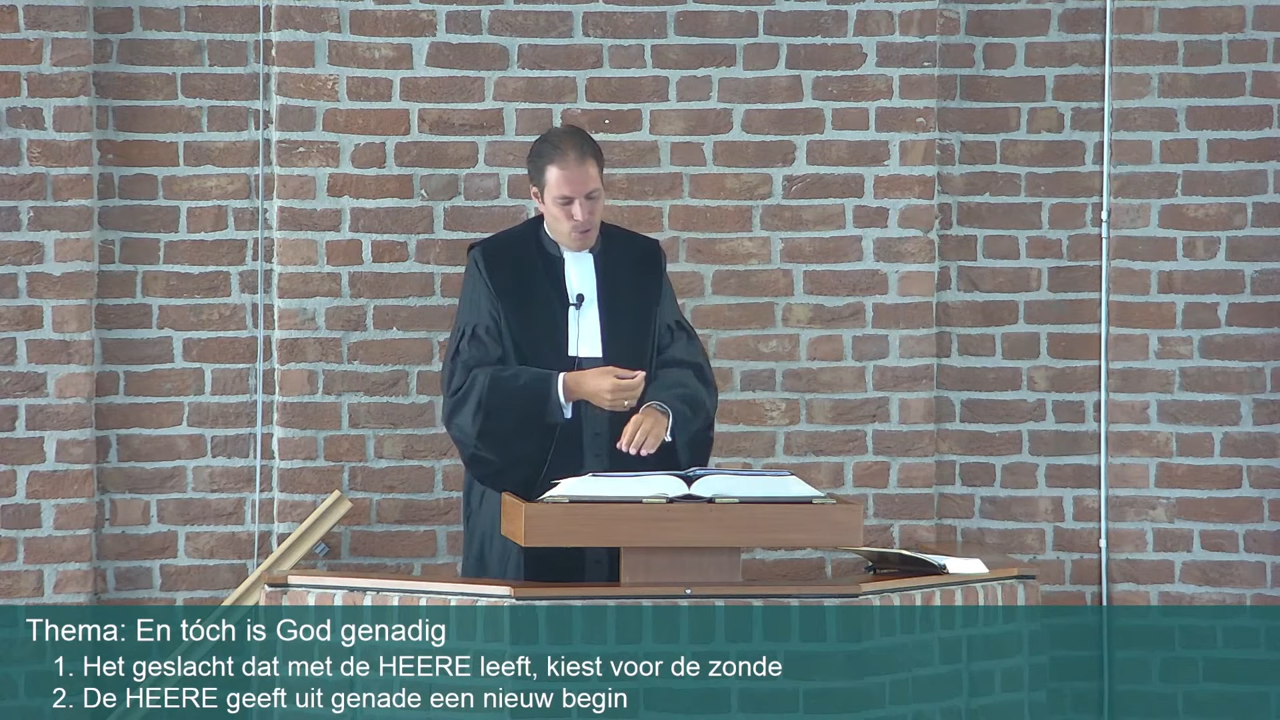 Thema: En tóch is God genadig
1. Het geslacht dat met de HEERE leeft, kiest voor de zonde
2. De HEERE geeft uit genade een nieuw begin